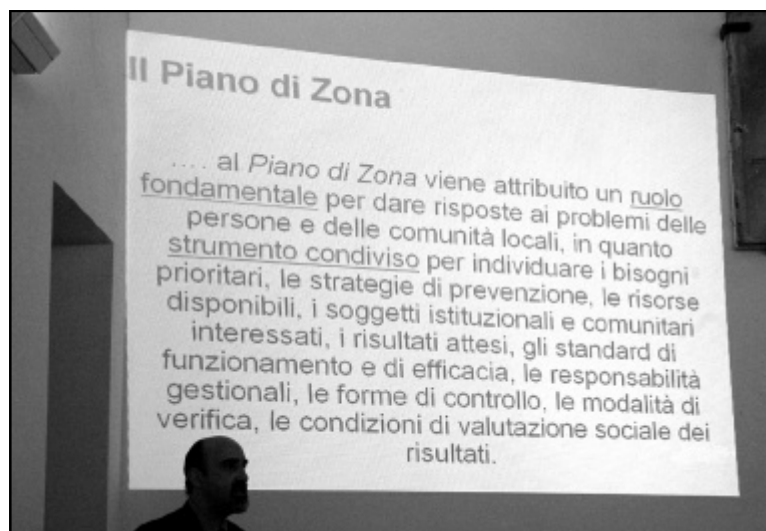 Il Piano di Zona
.... al Piano di Zona viene attribuito un ruolo
fondamentale per dare risposte ai problemi delle
persone e delle comunità locali, in quanto
strumento condiviso per individuare i bisogni
prioritari, le strategie di prevenzione, le risorse
disponibili, i soggetti istituzionali e comunitari
interessati, i risultati attesi, gli standard di
funzionamento e di efficacia, le responsabilità
gestionali, le forme di controllo, le modalità di
verifica, le condizioni di valutazione sociale dei
risultati.